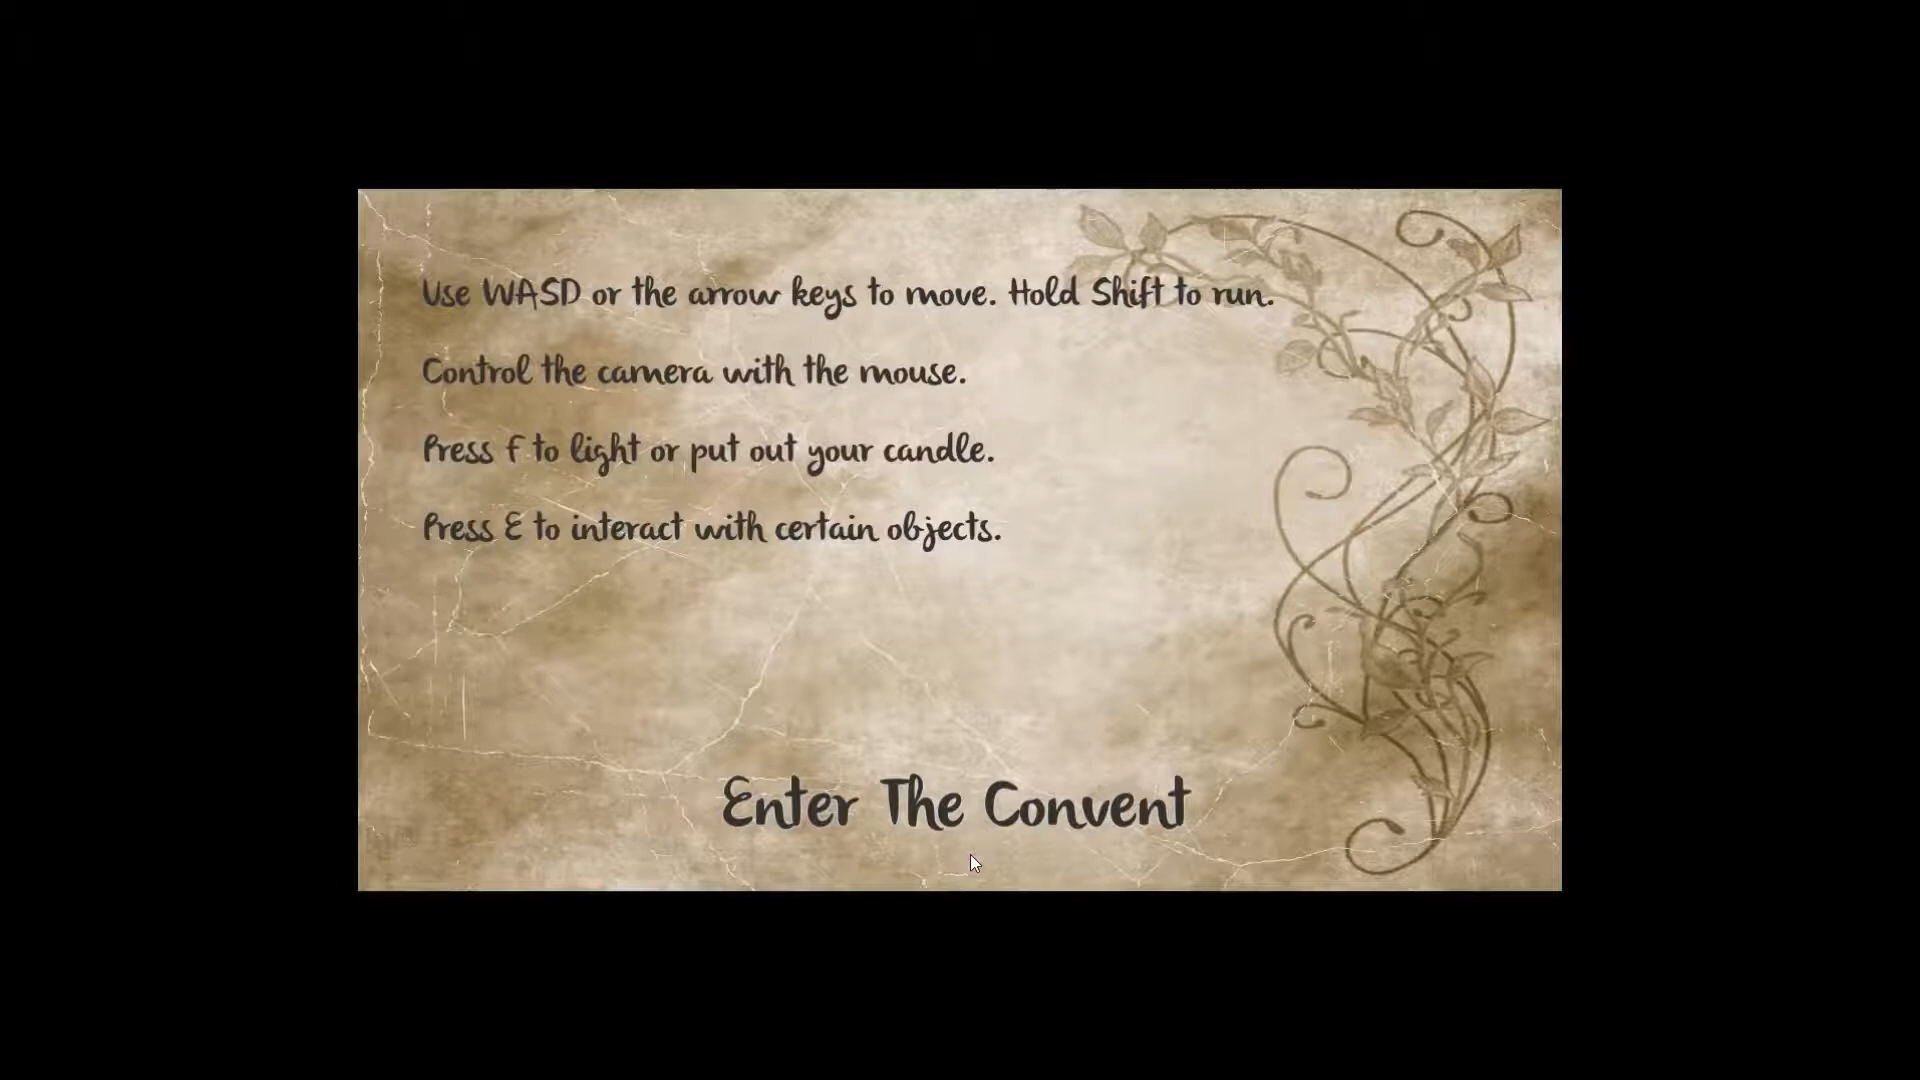 Use WASD or the arrow keys to move. Hold Shift to run.
Control the camera with the mouse.
Press F to light or put out your candle.
Press E to interact with certain objects.
Enter The Convent